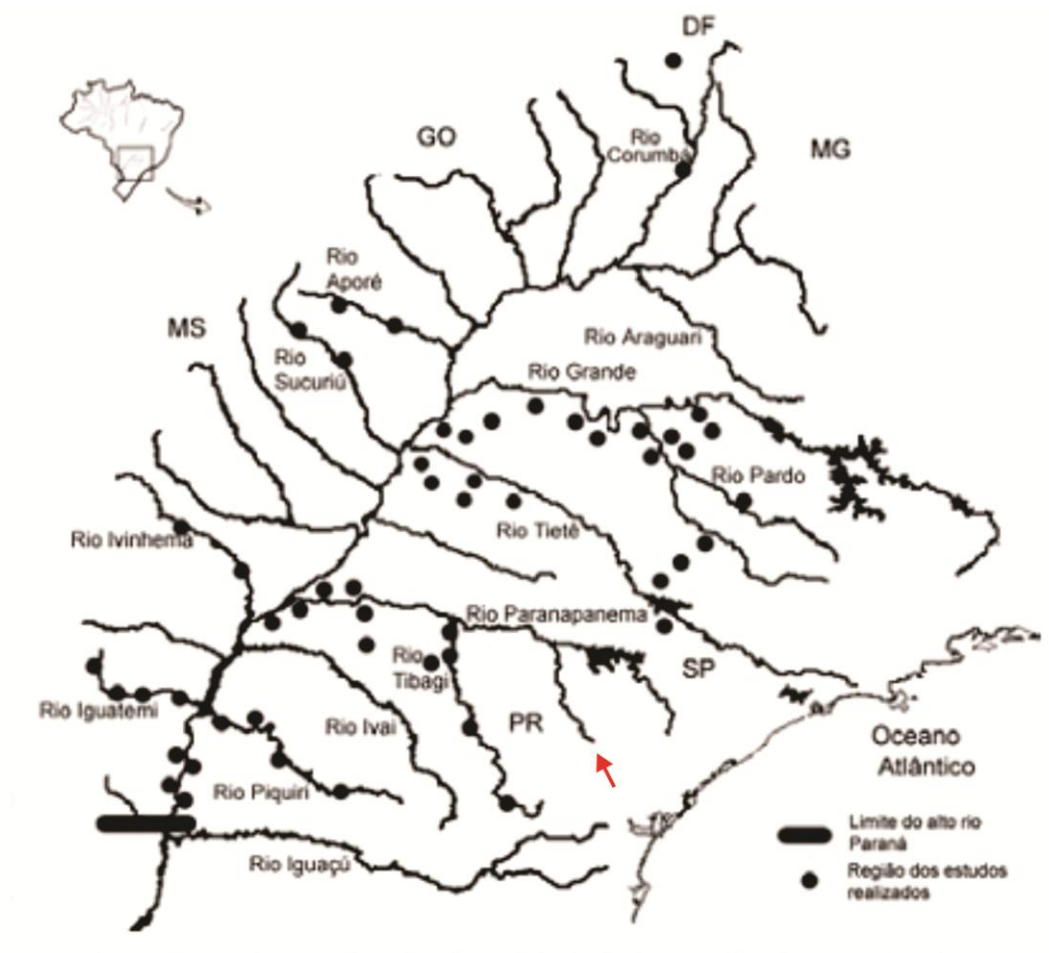 DF
GO
MG
Rio
Corumbá
Rio
Aporé
MS
Rio
Sucuriú
Rio Araguari
Rio Grande
Rio Pardo
Rio Tietê
Rio Ivinhema
Rio Paranapanema
Rio
Tibagi
SP
Rio Iguatemi
Rio Ivai
PR
Oceano
Atlântico
Rio Piquiri
Limite do alto rio
Paraná
Rio Iguaçú
Região dos estudos
realizados